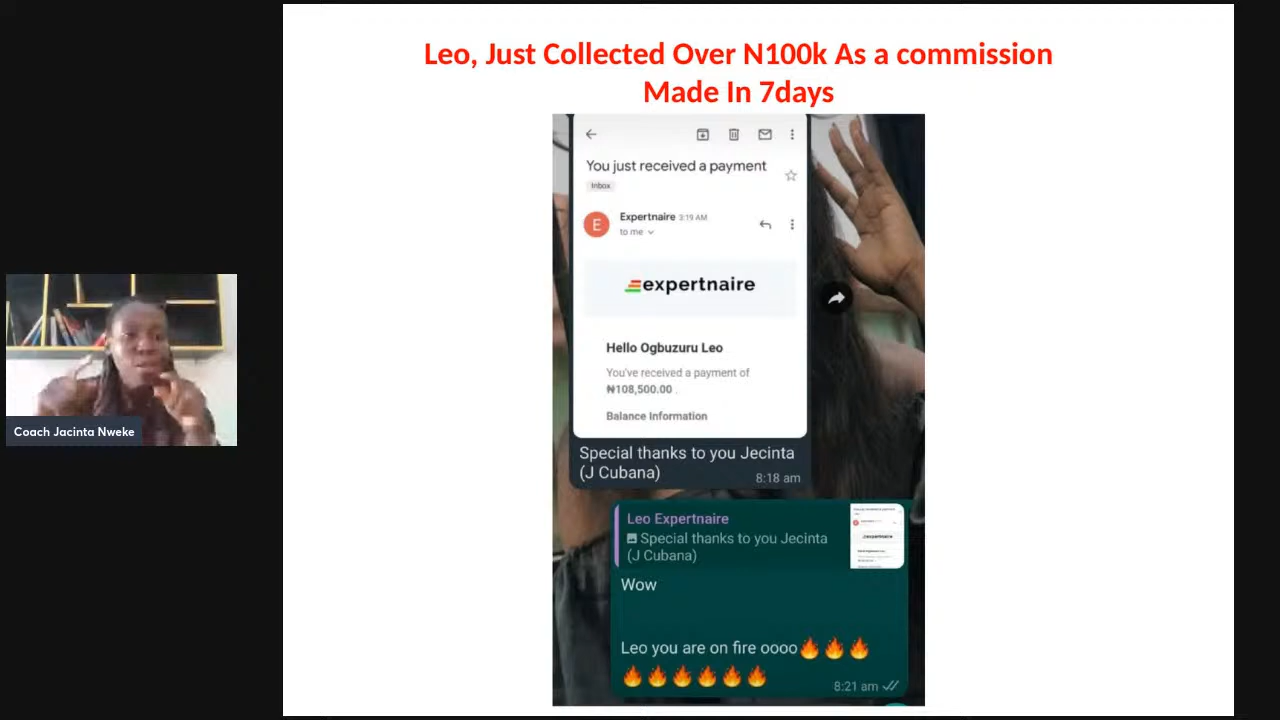 Leo, Just Collected Over N100k As a commission
Made In 7days
You just received a payment
Inbox
Expertnaire 3:19 AM
to me
E
expertnaire
Hello Ogbuzuru Leo
You've received a payment of
₦108,500.00 .
Balance Information
Special thanks to you Jecinta
(J Cubana)
8:18 am
Leo Expertnaire
Special thanks to you Jecinta
(J Cubana)
Wow
Leo you are on fire oooo🔥🔥🔥
🔥🔥🔥🔥🔥🔥
8:21 am
Coach Jacinta Nweke